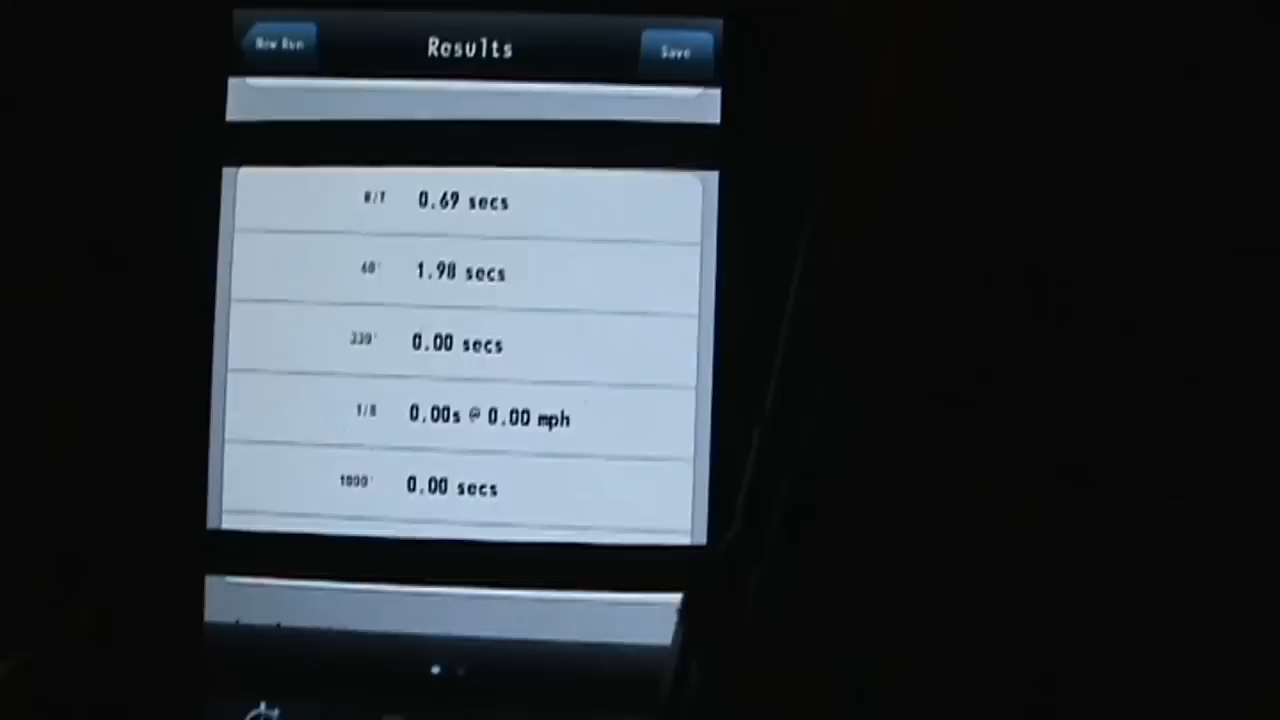 New Run
Results
Save
R/T 0.69 secs
60' 1.98 secs
330' 0.00 secs
1/8 0.00s @ 0.00 mph
1000' 0.00 secs